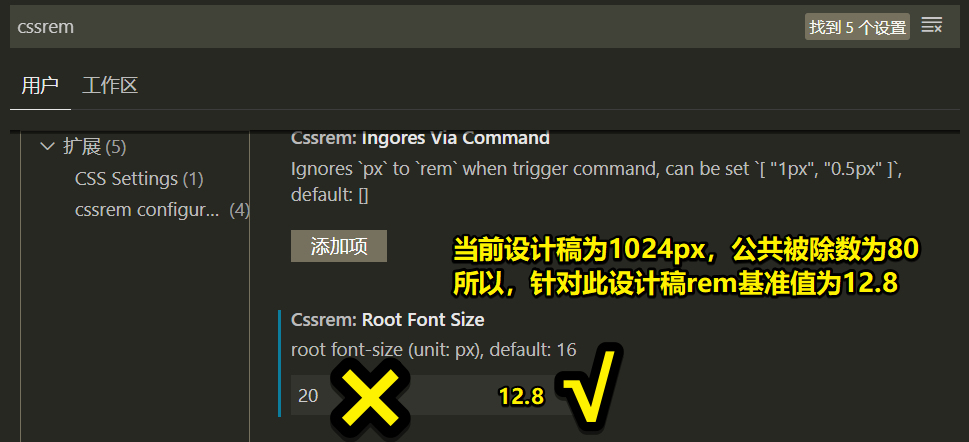 cssrem
找到 5 个设置
用户 工作区
扩展 (5)
CSS Settings (1)
cssrem configur... (4)
Cssrem: Ingores Via Command
Ignores `px` to `rem` when trigger command, can be set `[ "1px", "0.5px" ]`,
default: []
添加项
当前设计稿为1024px，公共被除数为80
所以，针对此设计稿rem基准值为12.8
Cssrem: Root Font Size
root font-size (unit: px), default: 16
20
12.8